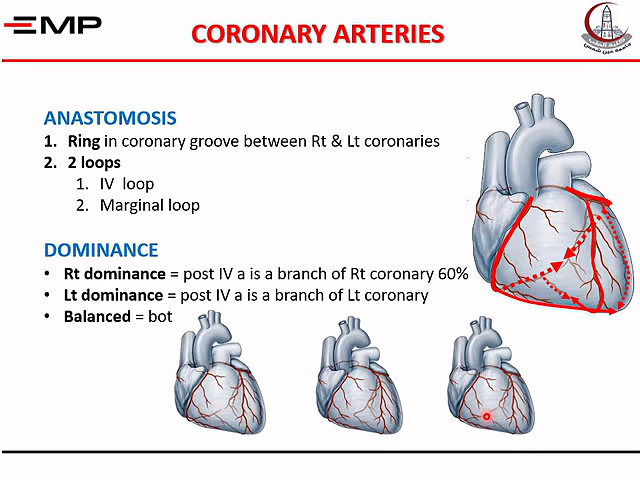 EMP
CORONARY ARTERIES
ANASTOMOSIS
1. Ring in coronary groove between Rt & Lt coronaries
2. 2 loops
1. IV loop
2. Marginal loop
DOMINANCE
• Rt dominance = post IV a is a branch of Rt coronary 60%
• Lt dominance = post IV a is a branch of Lt coronary
• Balanced = bot